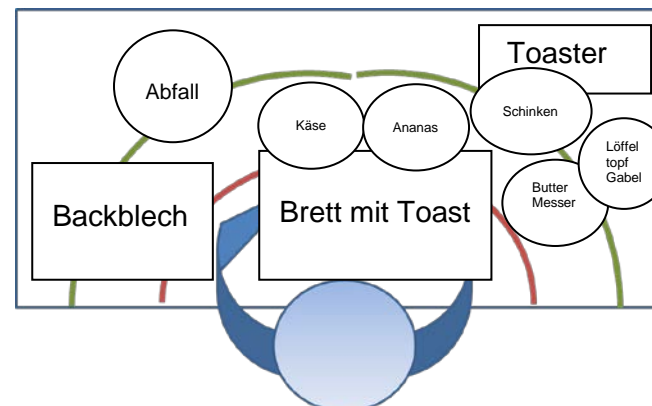 Toaster
Abfall
Schinken
Käse
Ananas
Löffel
topf
Gabel
Butter
Messer
Backblech
Brett mit Toast